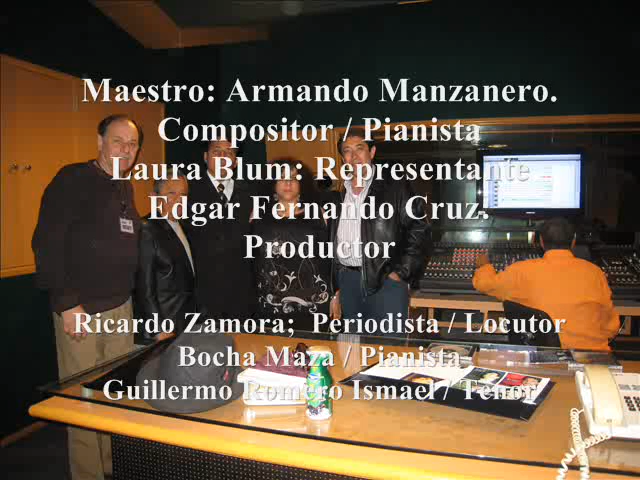 Maestro: Armando Manzanero.
Compositor / Pianista
Laura Blum: Representante
Edgar Fernando Cruz:
Productor
Ricardo Zamora;  Periodista / Locutor
Bocha Maza / Pianista
Guillermo Romero Ismael / Tenor